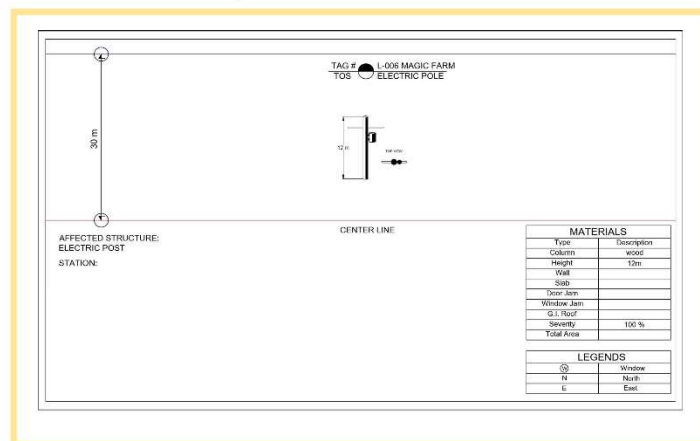 TAG # L-006 MAGIC FARM
TOS ELECTRIC POLE
30 m
12 m
TOP VIEW
CENTER LINE
AFFECTED STRUCTURE:
ELECTRIC POST
STATION:
MATERIALS
Type Description
Column wood
Height 12m
Wall
Slab
Door Jam
Window Jam
G.I. Roof
Severity 100 %
Total Area
LEGENDS
W Window
N North
E East